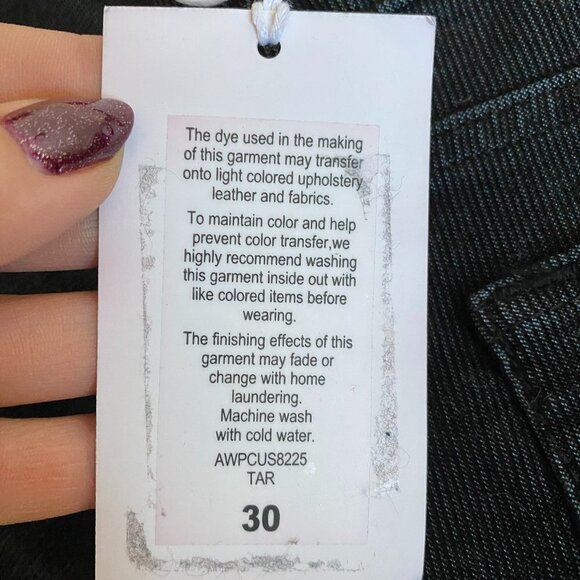 The dye used in the making
of this garment may transfer
onto light colored upholstery
leather and fabrics.
To maintain color and help
prevent color transfer,we
highly recommend washing
this garment inside out with
like colored items before
wearing.
The finishing effects of this
garment may fade or
change with home
laundering.
Machine wash
with cold water.
AWPCUS8225
TAR
30